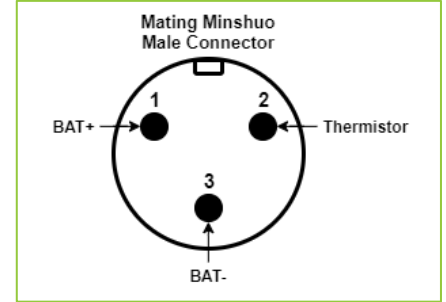 Mating Minshuo
Male Connector
1
2
BAT+
Thermistor
3
BAT-